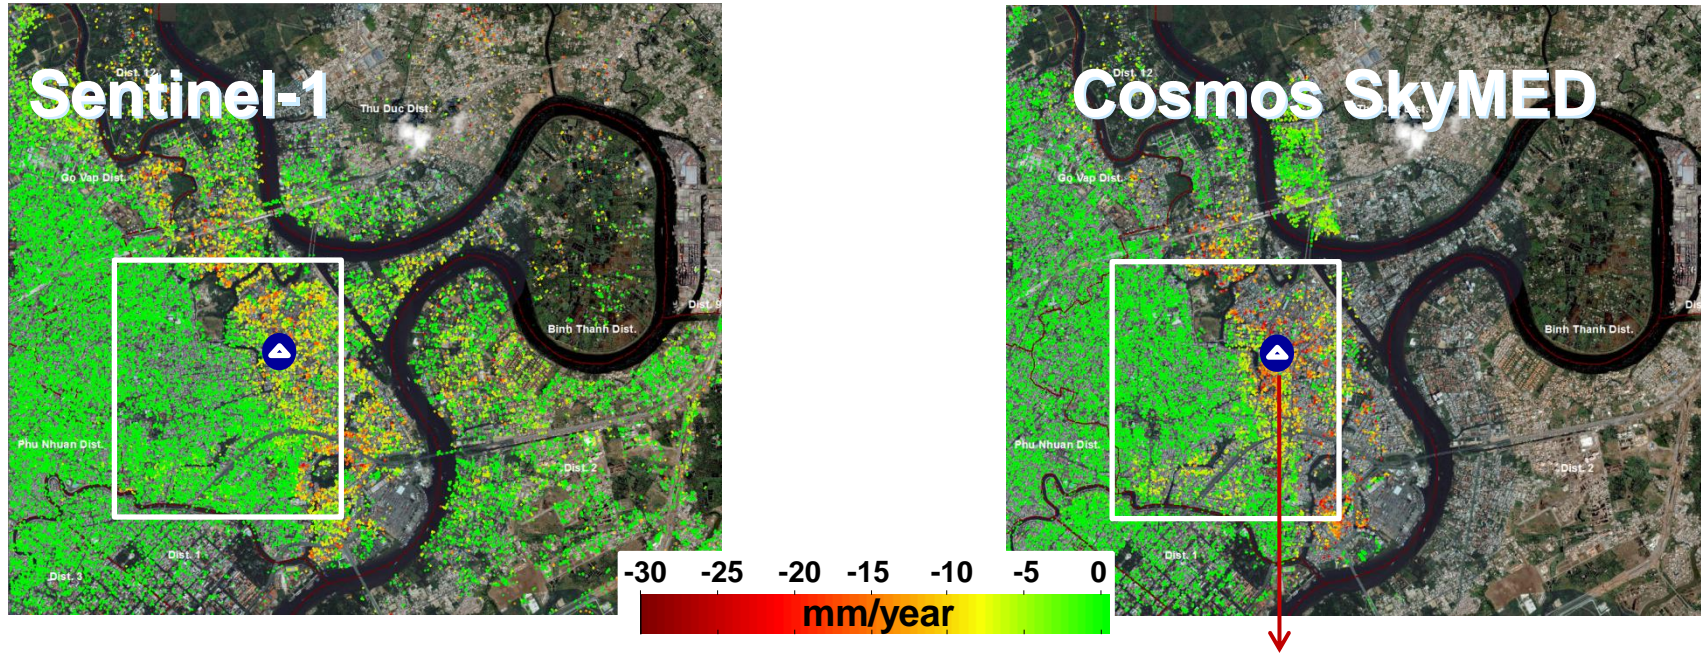 Sentinel-1
Dist. 12
Thu Duc Dist.
Go Vap Dist.
Binh Thanh Dist.
Dist. 9
Phu Nhuan Dist.
Dist. 2
Dist. 1
Dist. 3
Cosmos SkyMED
Dist. 12
Go Vap Dist.
Binh Thanh Dist.
Phu Nhuan Dist.
Dist. 2
Dist. 1
-30 -25 -20 -15 -10 -5 0
mm/year